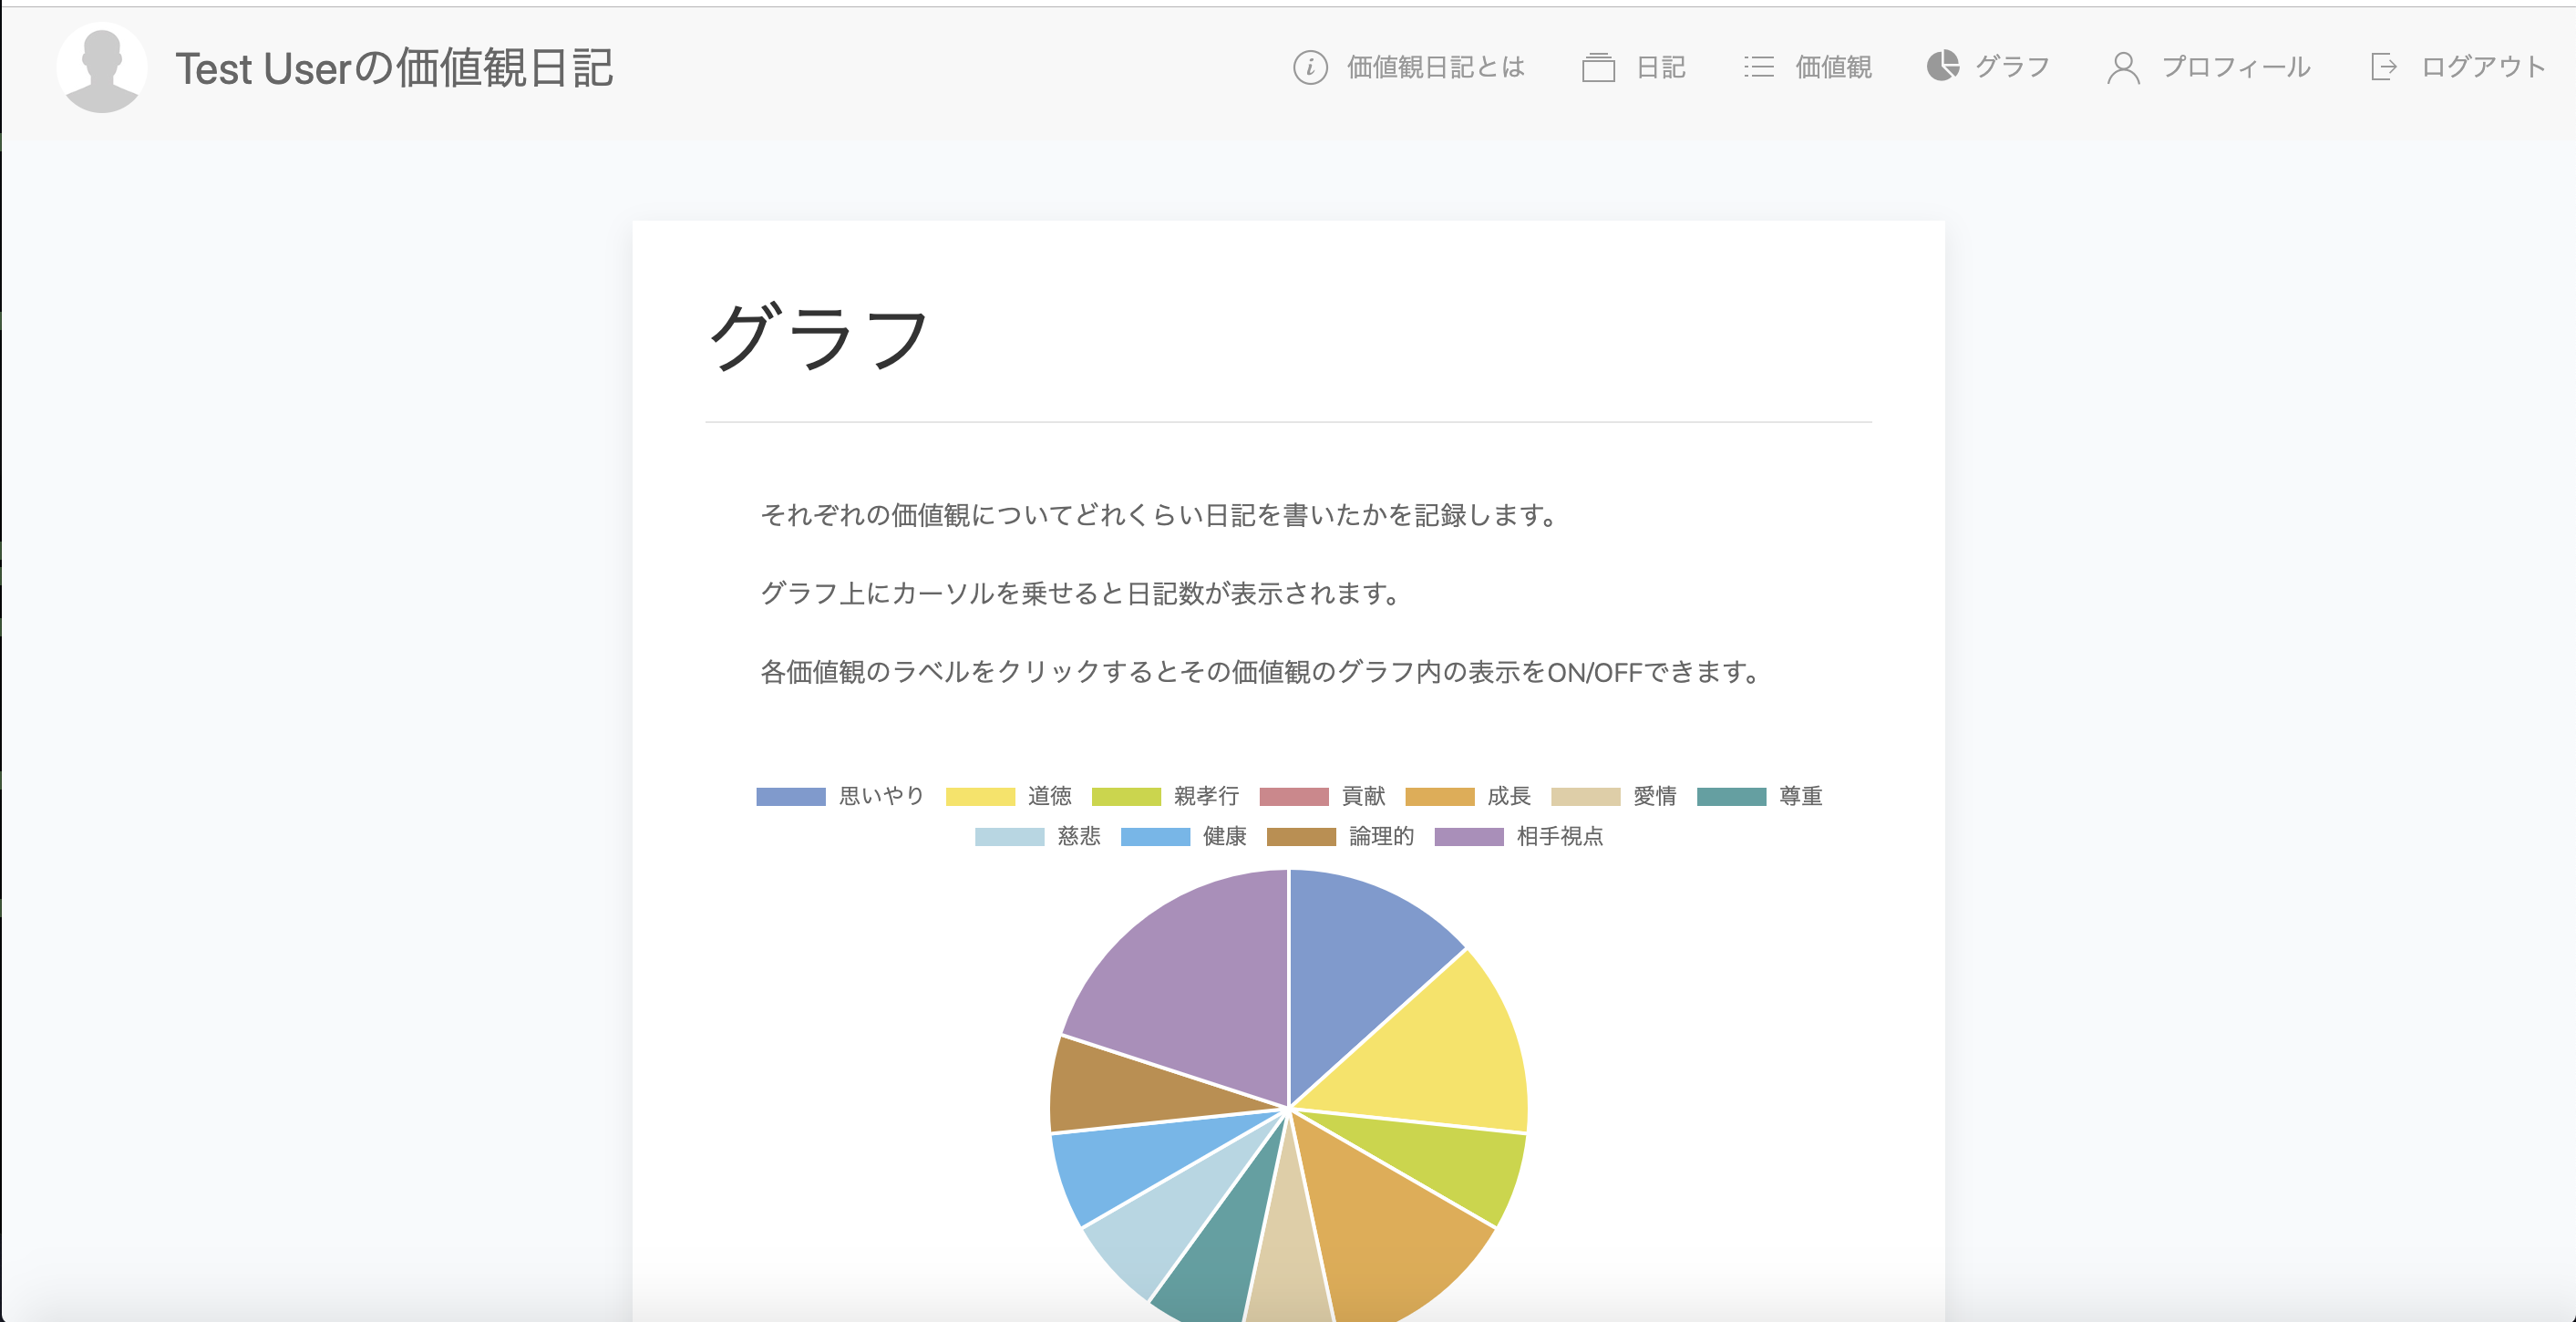 Test Userの価値観日記
価値観日記とは 日記 価値観 グラフ プロフィール ログアウト
グラフ
それぞれの価値観についてどれくらい日記を書いたかを記録します。
グラフ上にカーソルを乗せると日記数が表示されます。
各価値観のラベルをクリックするとその価値観のグラフ内の表示をON/OFFできます。
思いやり 道徳 親孝行 貢献 成長 愛情 尊重
慈悲 健康 論理的 相手視点